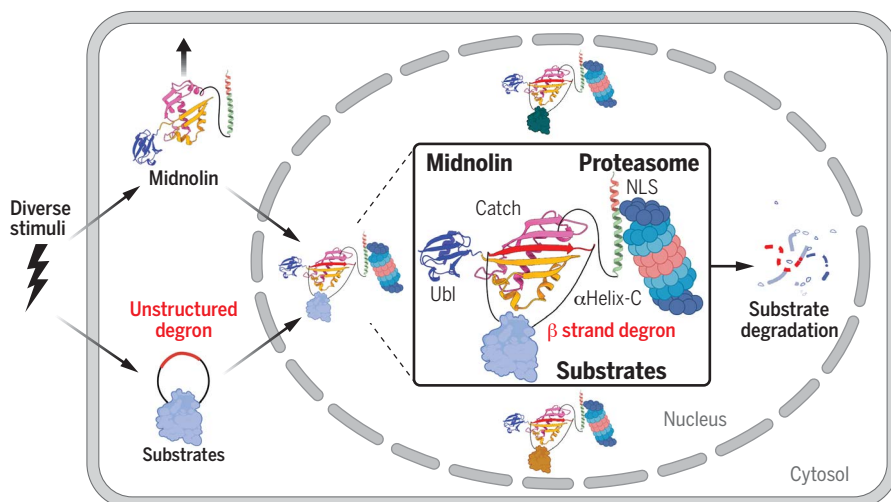 Midnolin
Diverse
stimuli
Unstructured
degron
Substrates
Midnolin
Proteasome
NLS
Catch
Ubl
αHelix-C
β strand degron
Substrates
Substrate
degradation
Nucleus
Cytosol